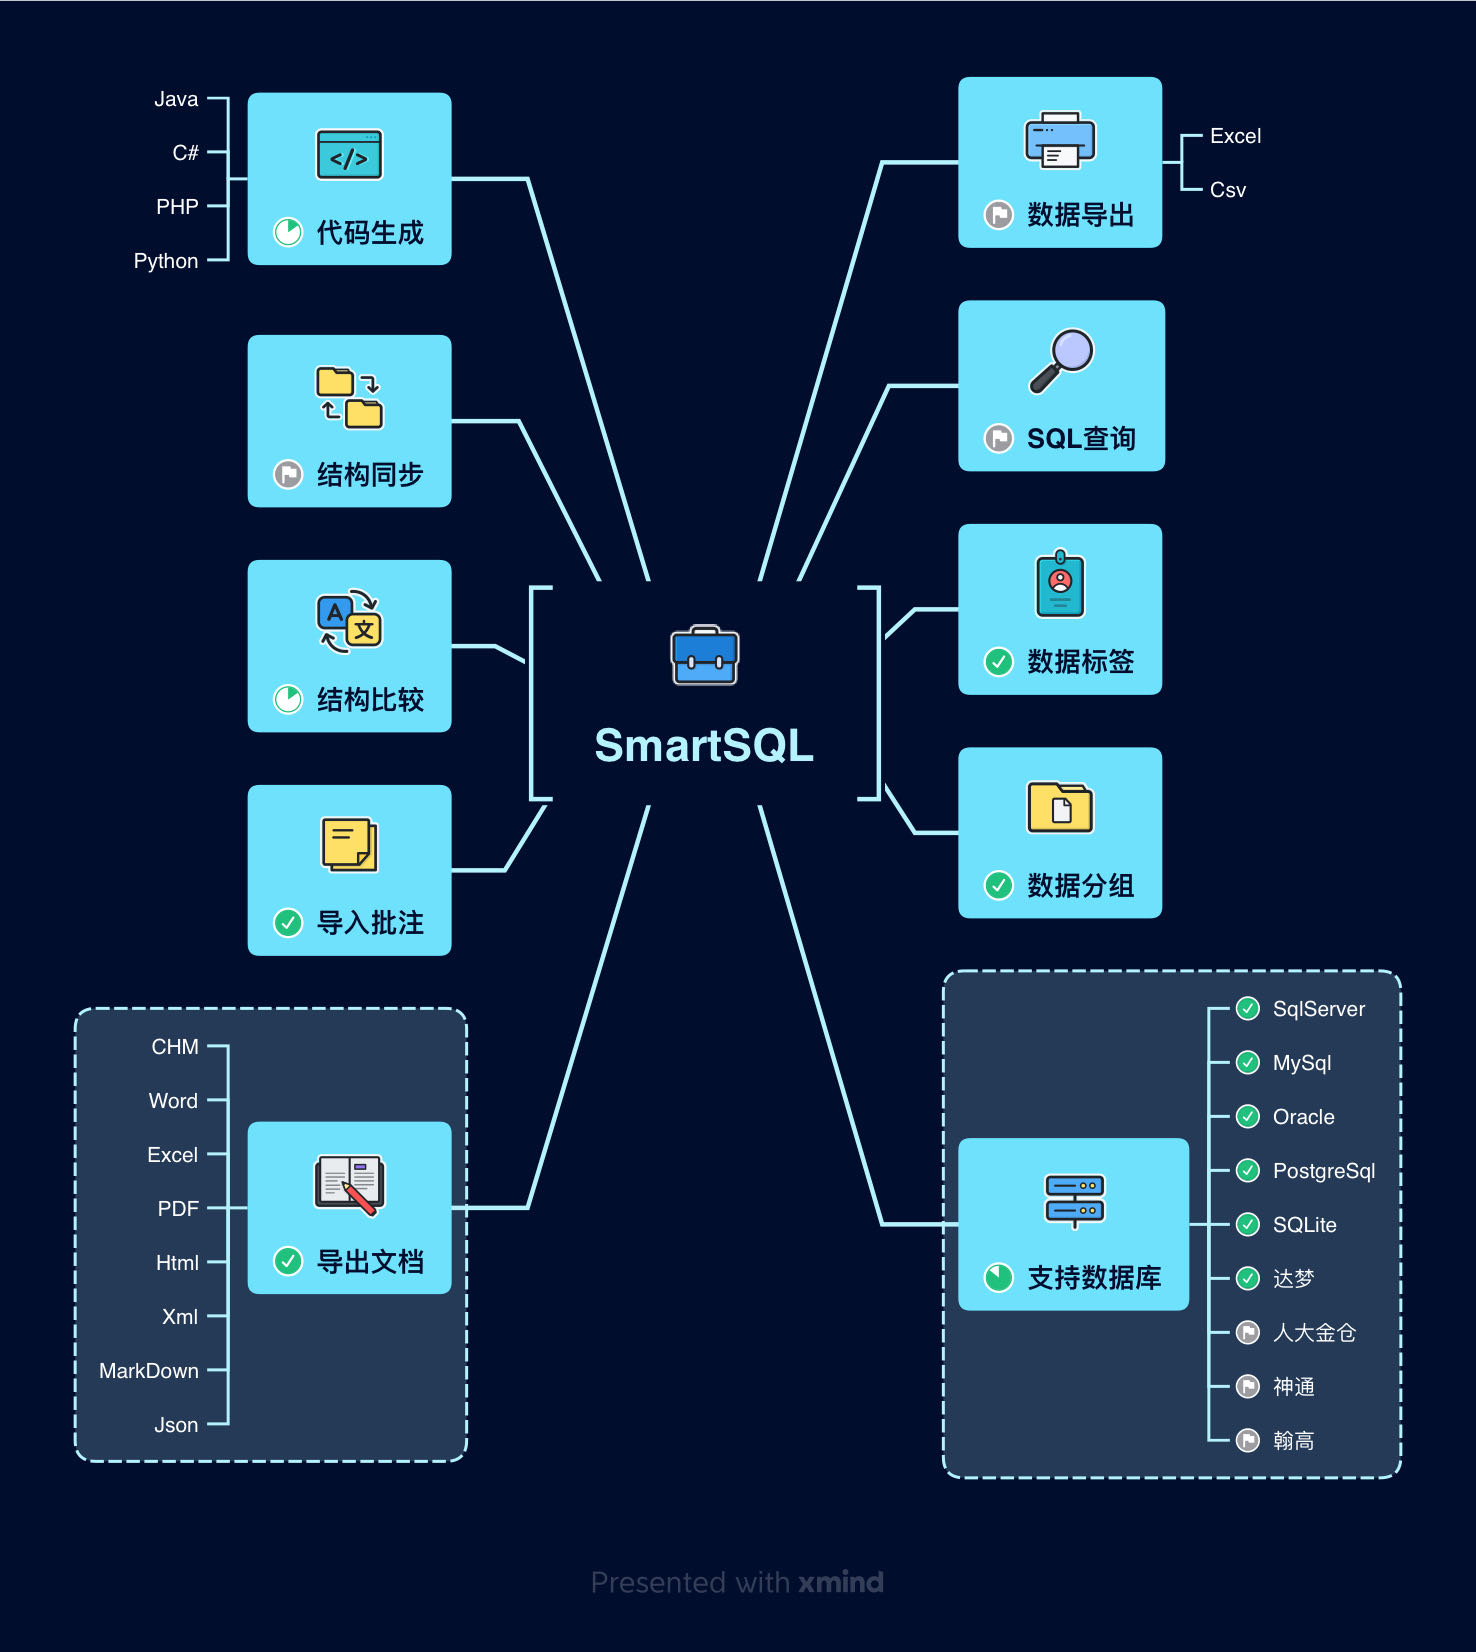 Java
C#
PHP
Python
代码生成
结构同步
A
文
结构比较
导入批注
CHM
Word
Excel
PDF
Html
Xml
MarkDown
Json
导出文档
SmartSQL
数据导出
Excel
Csv
SQL查询
数据标签
数据分组
支持数据库
SqlServer
MySql
Oracle
PostgreSql
SQLite
达梦
人大金仓
神通
翰高
Presented with xmind